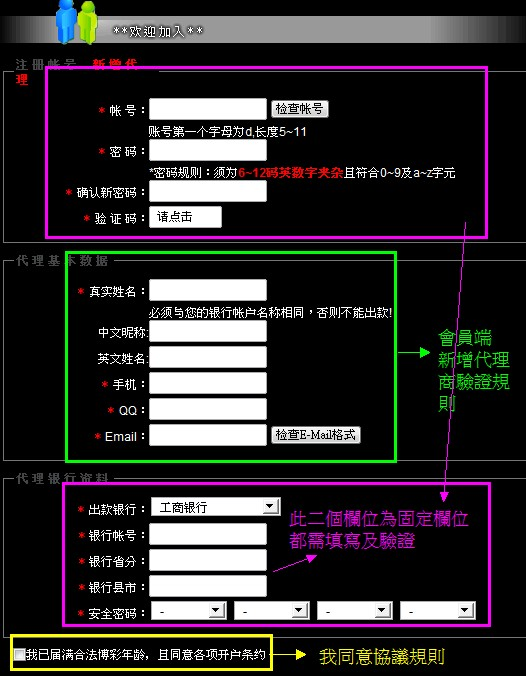 **欢迎加入**
注册帐号 新增代
理
* 帐 号： 检查帐号
账号第一个字母为d,长度5~11
* 密 码：
*密码规则：须为6~12码英数字夹杂且符合0~9及a~z字元
* 确认新密码：
* 验 证 码： 请点击
代理基本数据
* 真实姓名：
必须与您的银行帐户名称相同，否则不能出款!
中文昵称:
英文姓名:
* 手机：
* QQ：
* Email： 检查E-Mail格式
會員端
新增代理
商驗證規
則
代理银行资料
* 出款银行： 工商银行
* 银行帐号：
* 银行省分：
* 银行县市：
* 安全密码： - - - -
此二個欄位為固定欄位
都需填寫及驗證
我已届满合法博彩年龄，且同意各项开户条约
我同意協議規則